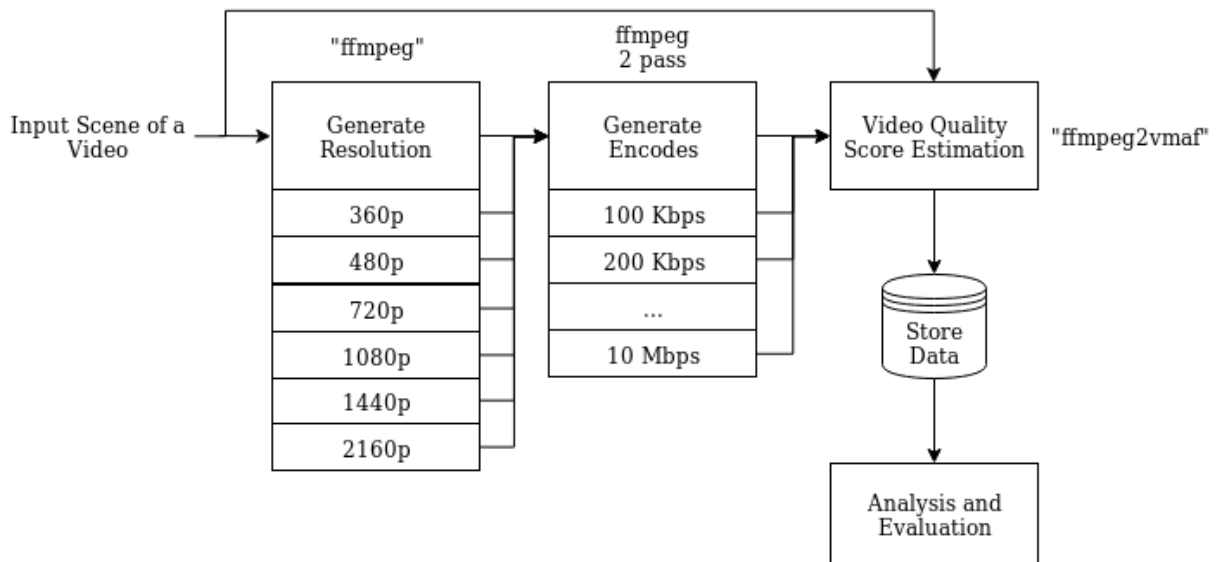 "ffmpeg"
ffmpeg
2 pass
Input Scene of a
Video
Generate
Resolution
360p
480p
720p
1080p
1440p
2160p
Generate
Encodes
100 Kbps
200 Kbps
...
10 Mbps
Video Quality
Score Estimation
"ffmpeg2vmaf"
Store
Data
Analysis and
Evaluation